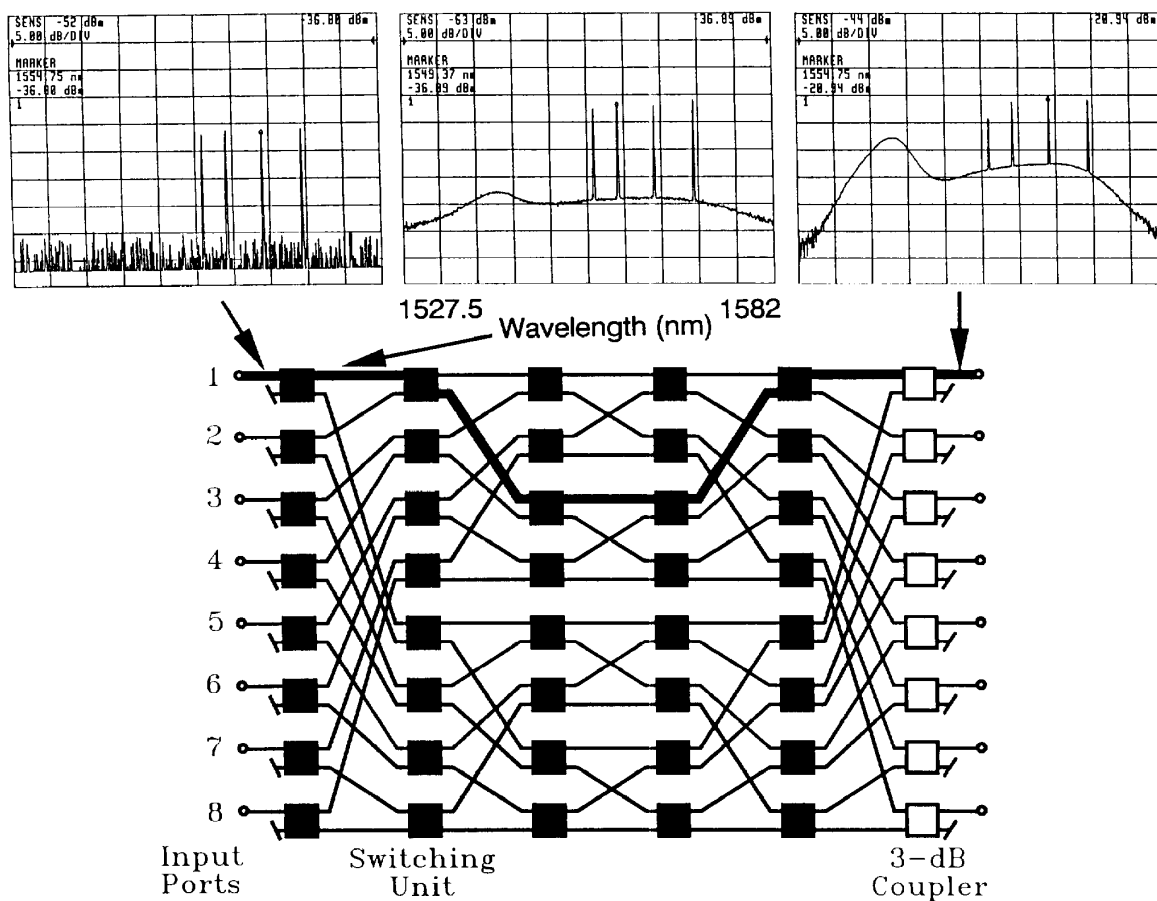 SENS -52 dBm -36.80 dBm
5.00 dB/DIV
MARKER
1554.75 nm
-36.80 dBm
1
SENS -63 dBm -36.89 dBm
5.00 dB/DIV
MARKER
1549.37 nm
-36.89 dBm
1
SENS -44 dBm -20.94 dBm
5.00 dB/DIV
MARKER
1554.75 nm
-20.94 dBm
1
1527.5 1582
Wavelength (nm)
1
2
3
4
5
6
7
8
Input
Ports
Switching
Unit
3-dB
Coupler